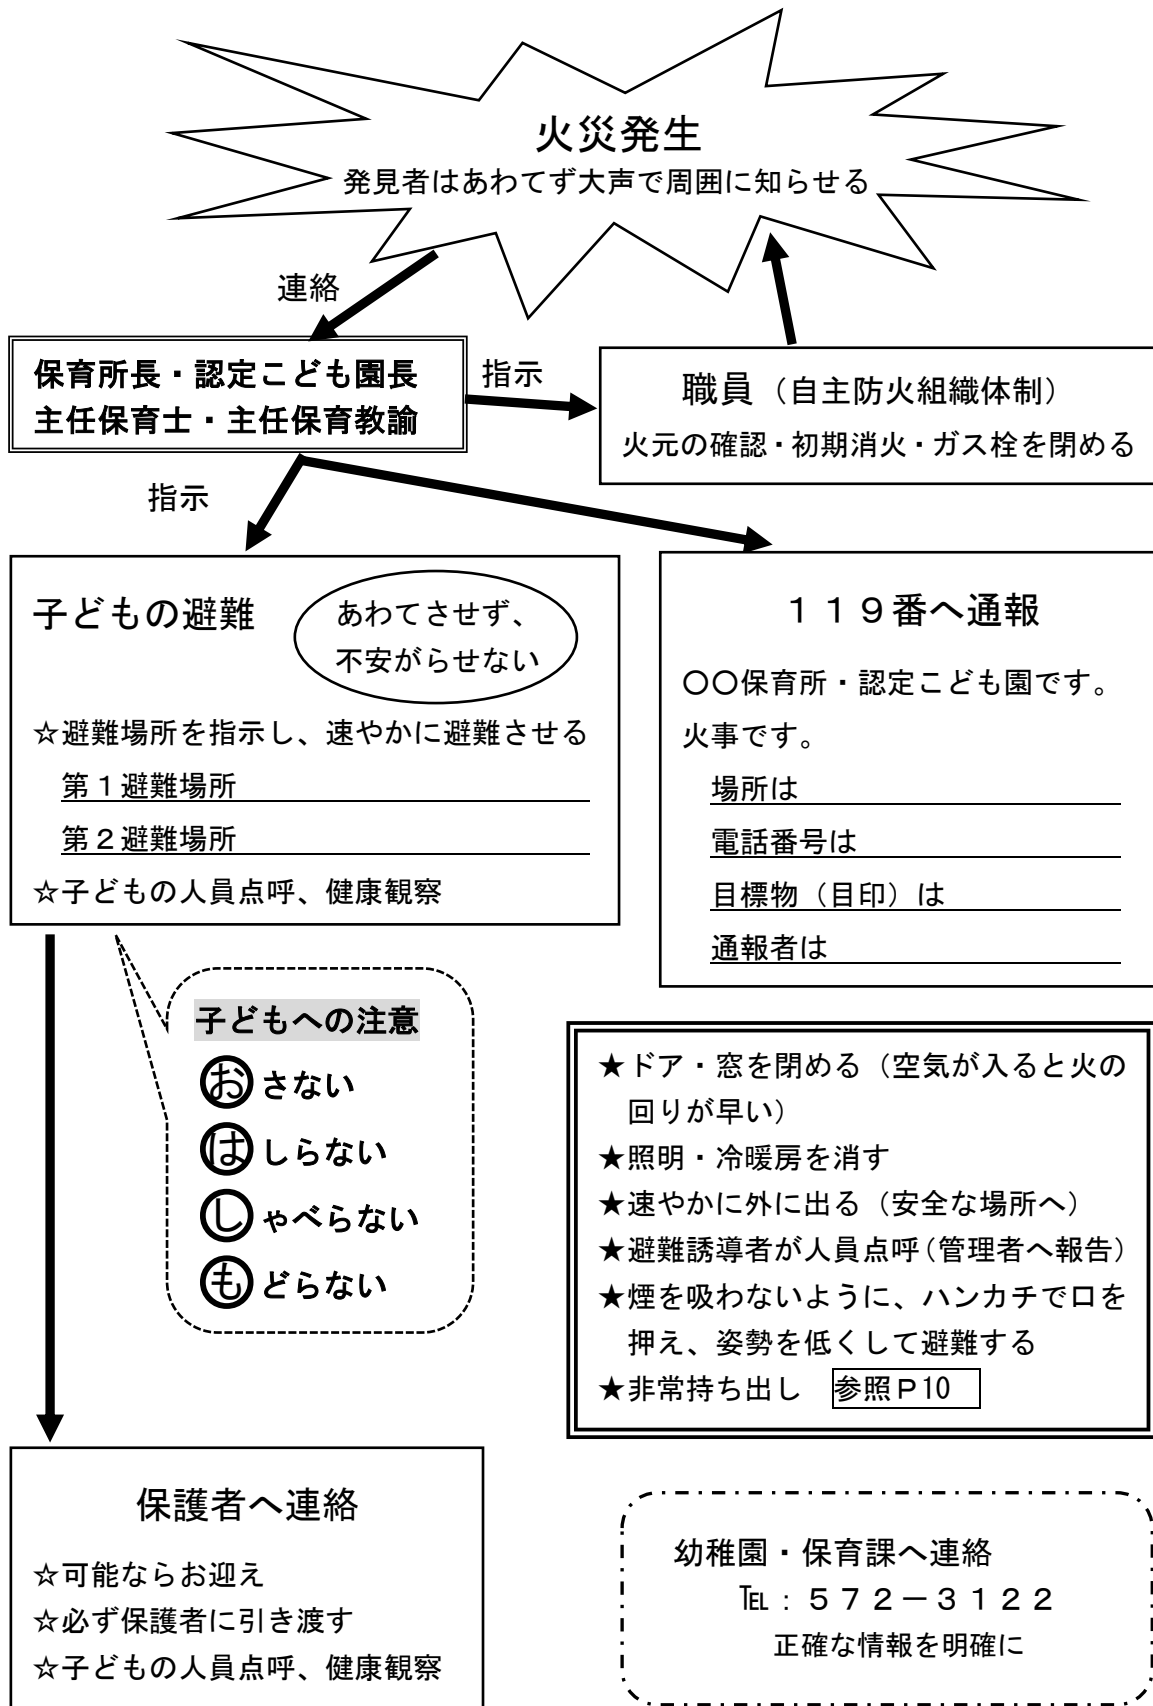 火災発生
発見者はあわてず大声で周囲に知らせる
連絡
保育所長・認定こども園長
主任保育士・主任保育教諭
指示
職員（自主防火組織体制）
火元の確認・初期消火・ガス栓を閉める
指示
子どもの避難
あわてさせず、
不安がらせない
☆避難場所を指示し、速やかに避難させる
第１避難場所
第２避難場所
☆子どもの人員点呼、健康観察
１１９番へ通報
〇〇保育所・認定こども園です。
火事です。
場所は
電話番号は
目標物（目印）は
通報者は
子どもへの注意
おさない
はしらない
しゃべらない
もどらない
★ドア・窓を閉める（空気が入ると火の
回りが早い）
★照明・冷暖房を消す
★速やかに外に出る（安全な場所へ）
★避難誘導者が人員点呼（管理者へ報告）
★煙を吸わないように、ハンカチで口を
押え、姿勢を低くして避難する
★非常持ち出し　参照Ｐ10
保護者へ連絡
☆可能ならお迎え
☆必ず保護者に引き渡す
☆子どもの人員点呼、健康観察
幼稚園・保育課へ連絡
℡：５７２－３１２２
正確な情報を明確に